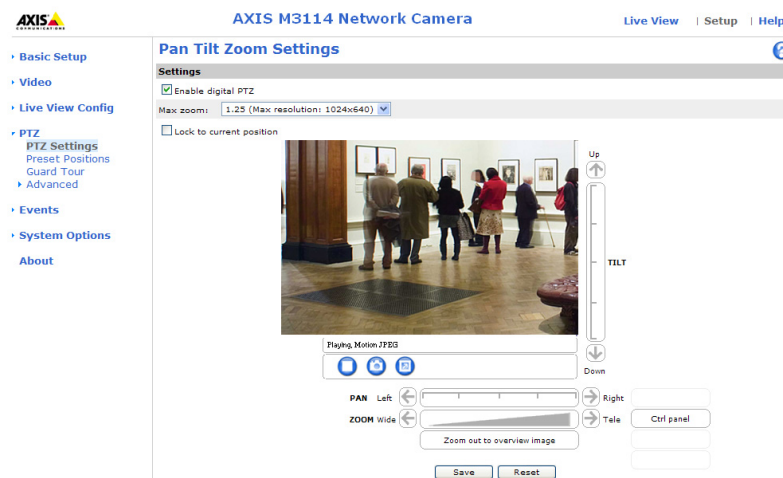 AXIS
COMMUNICATIONS
AXIS M3114 Network Camera
Live View | Setup | Help
Basic Setup
Video
Live View Config
PTZ
PTZ Settings
Preset Positions
Guard Tour
Advanced
Events
System Options
About
Pan Tilt Zoom Settings
Settings
Enable digital PTZ
Max zoom: 1.25 (Max resolution: 1024x640)
Lock to current position
Up
TILT
Playing, Motion JPEG
Down
PAN Left Right
ZOOM Wide Tele Ctrl panel
Zoom out to overview image
Save Reset